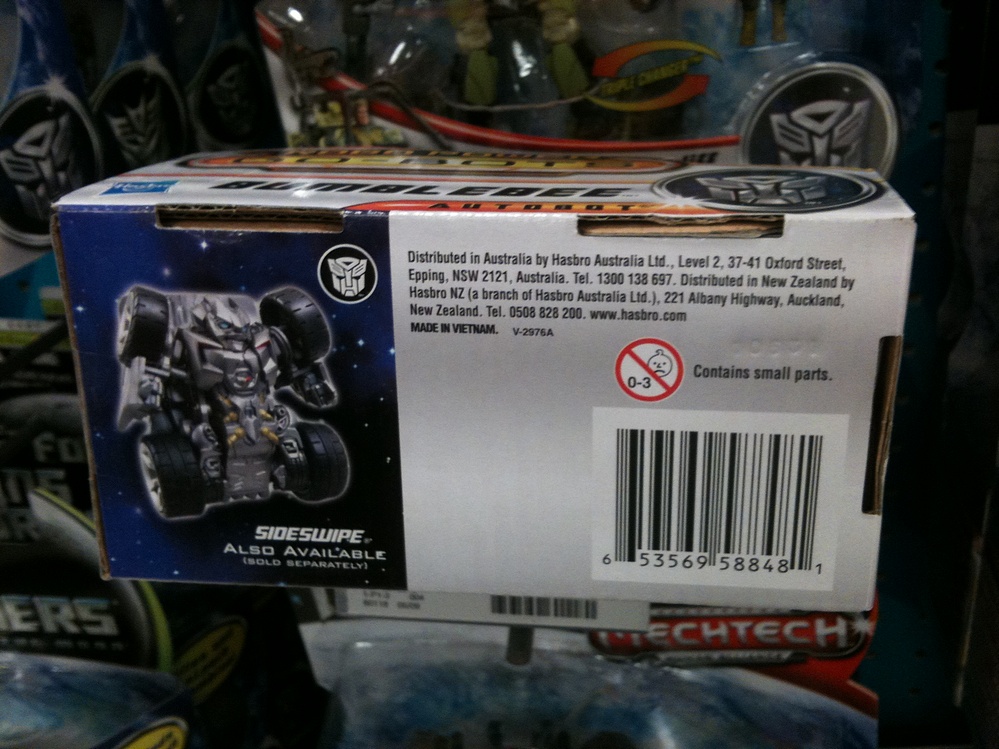 TRIPLE CHANGER
Hasbro
BUMBLEBEE
AUTOBOT
Distributed in Australia by Hasbro Australia Ltd., Level 2, 37-41 Oxford Street,
Epping, NSW 2121, Australia. Tel. 1300 138 697. Distributed in New Zealand by
Hasbro NZ (a branch of Hasbro Australia Ltd.), 221 Albany Highway, Auckland,
New Zealand. Tel. 0508 828 200. www.hasbro.com
MADE IN VIETNAM. V-2976A
0-3
Contains small parts.
SIDESWIPE®
ALSO AVAILABLE
(SOLD SEPARATELY)
6 53569 58848 1
MECHTECH